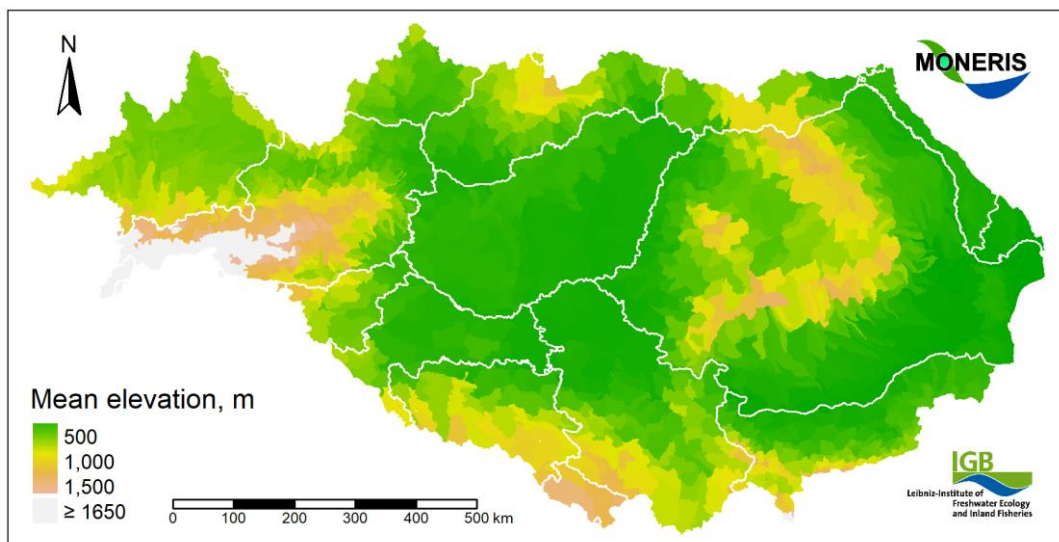 N
MONERIS
Mean elevation, m
500
1,000
1,500
≥ 1650
0 100 200 300 400 500 km
IGB
Leibniz-Institute of
Freshwater Ecology
and Inland Fisheries